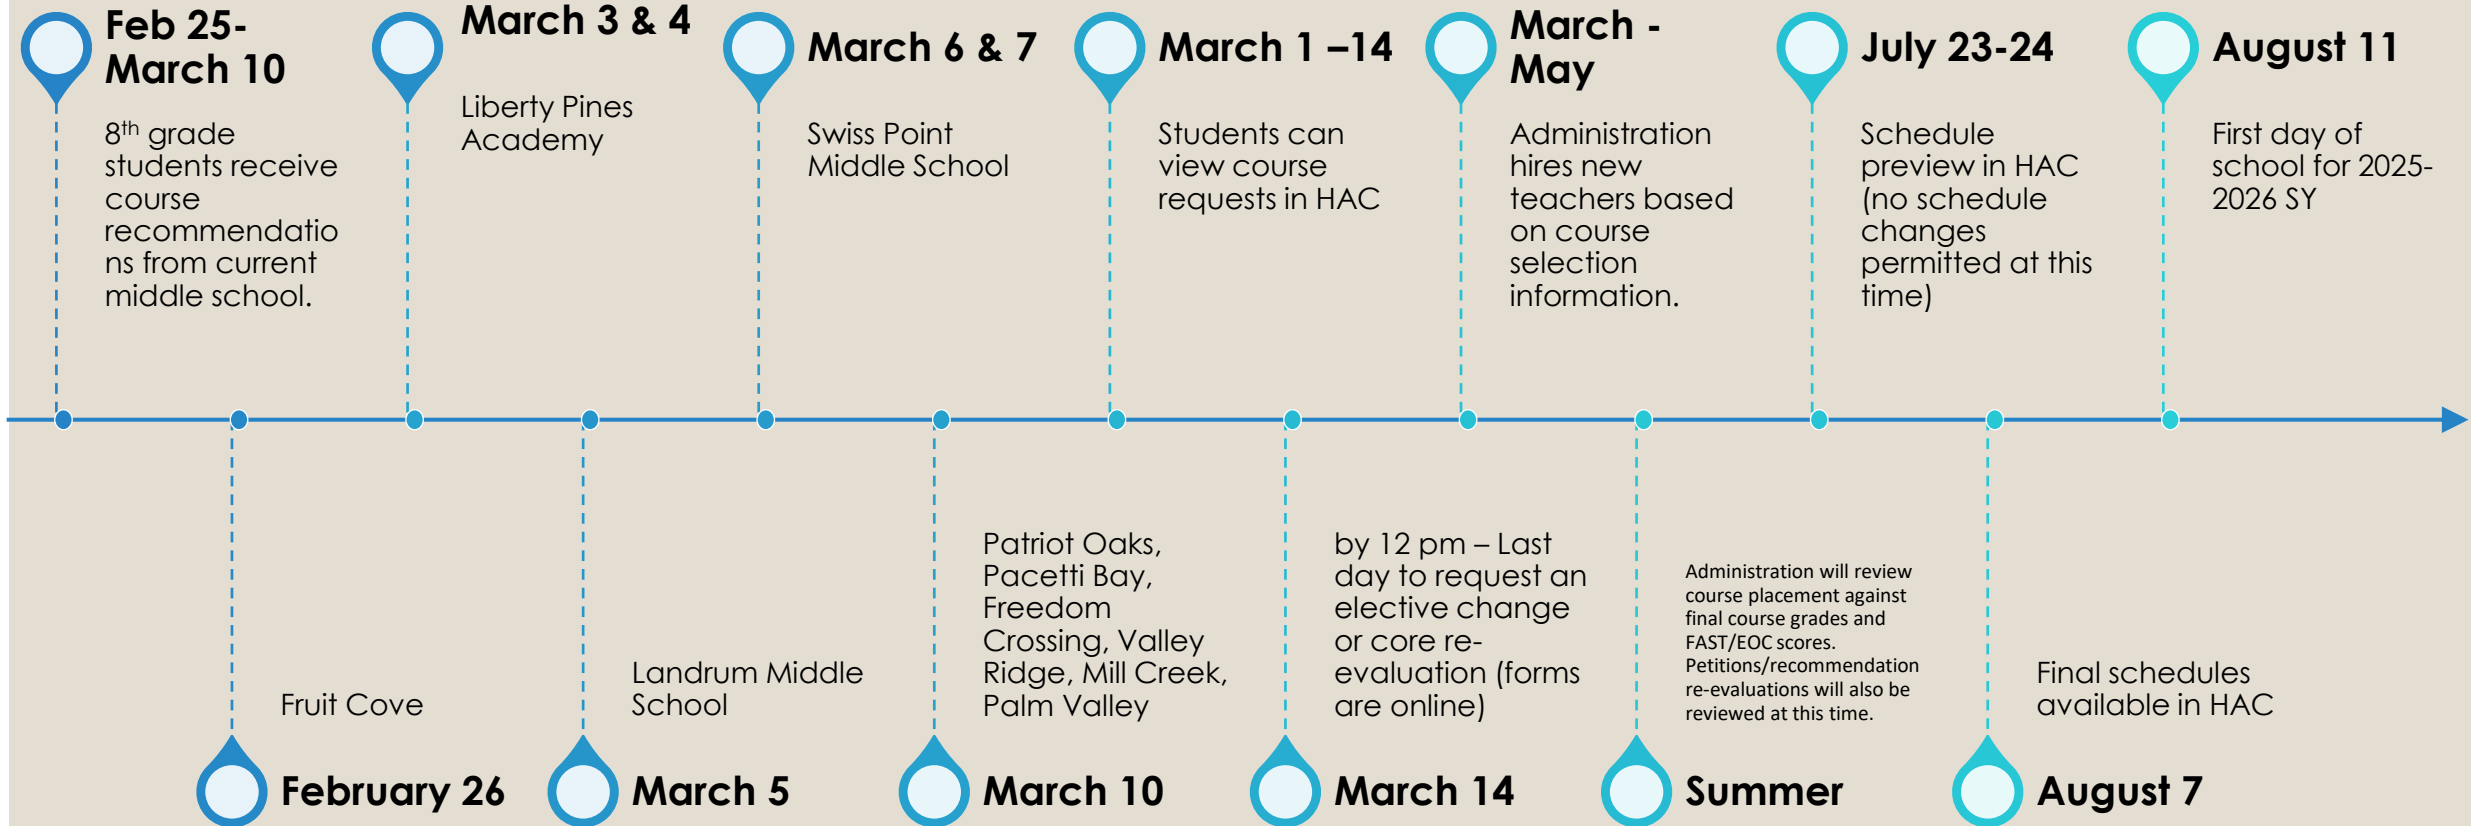 Feb 25-
March 10
8th grade
students receive
course
recommendatio
ns from current
middle school.
March 3 & 4
Liberty Pines
Academy
March 6 & 7
Swiss Point
Middle School
March 1 –14
Students can
view course
requests in HAC
March -
May
Administration
hires new
teachers based
on course
selection
information.
July 23-24
Schedule
preview in HAC
(no schedule
changes
permitted at this
time)
August 11
First day of
school for 2025-
2026 SY
Fruit Cove
February 26
Landrum Middle
School
March 5
Patriot Oaks,
Pacetti Bay,
Freedom
Crossing, Valley
Ridge, Mill Creek,
Palm Valley
March 10
by 12 pm – Last
day to request an
elective change
or core re-
evaluation (forms
are online)
March 14
Administration will review
course placement against
final course grades and
FAST/EOC scores.
Petitions/recommendation
re-evaluations will also be
reviewed at this time.
Summer
Final schedules
available in HAC
August 7